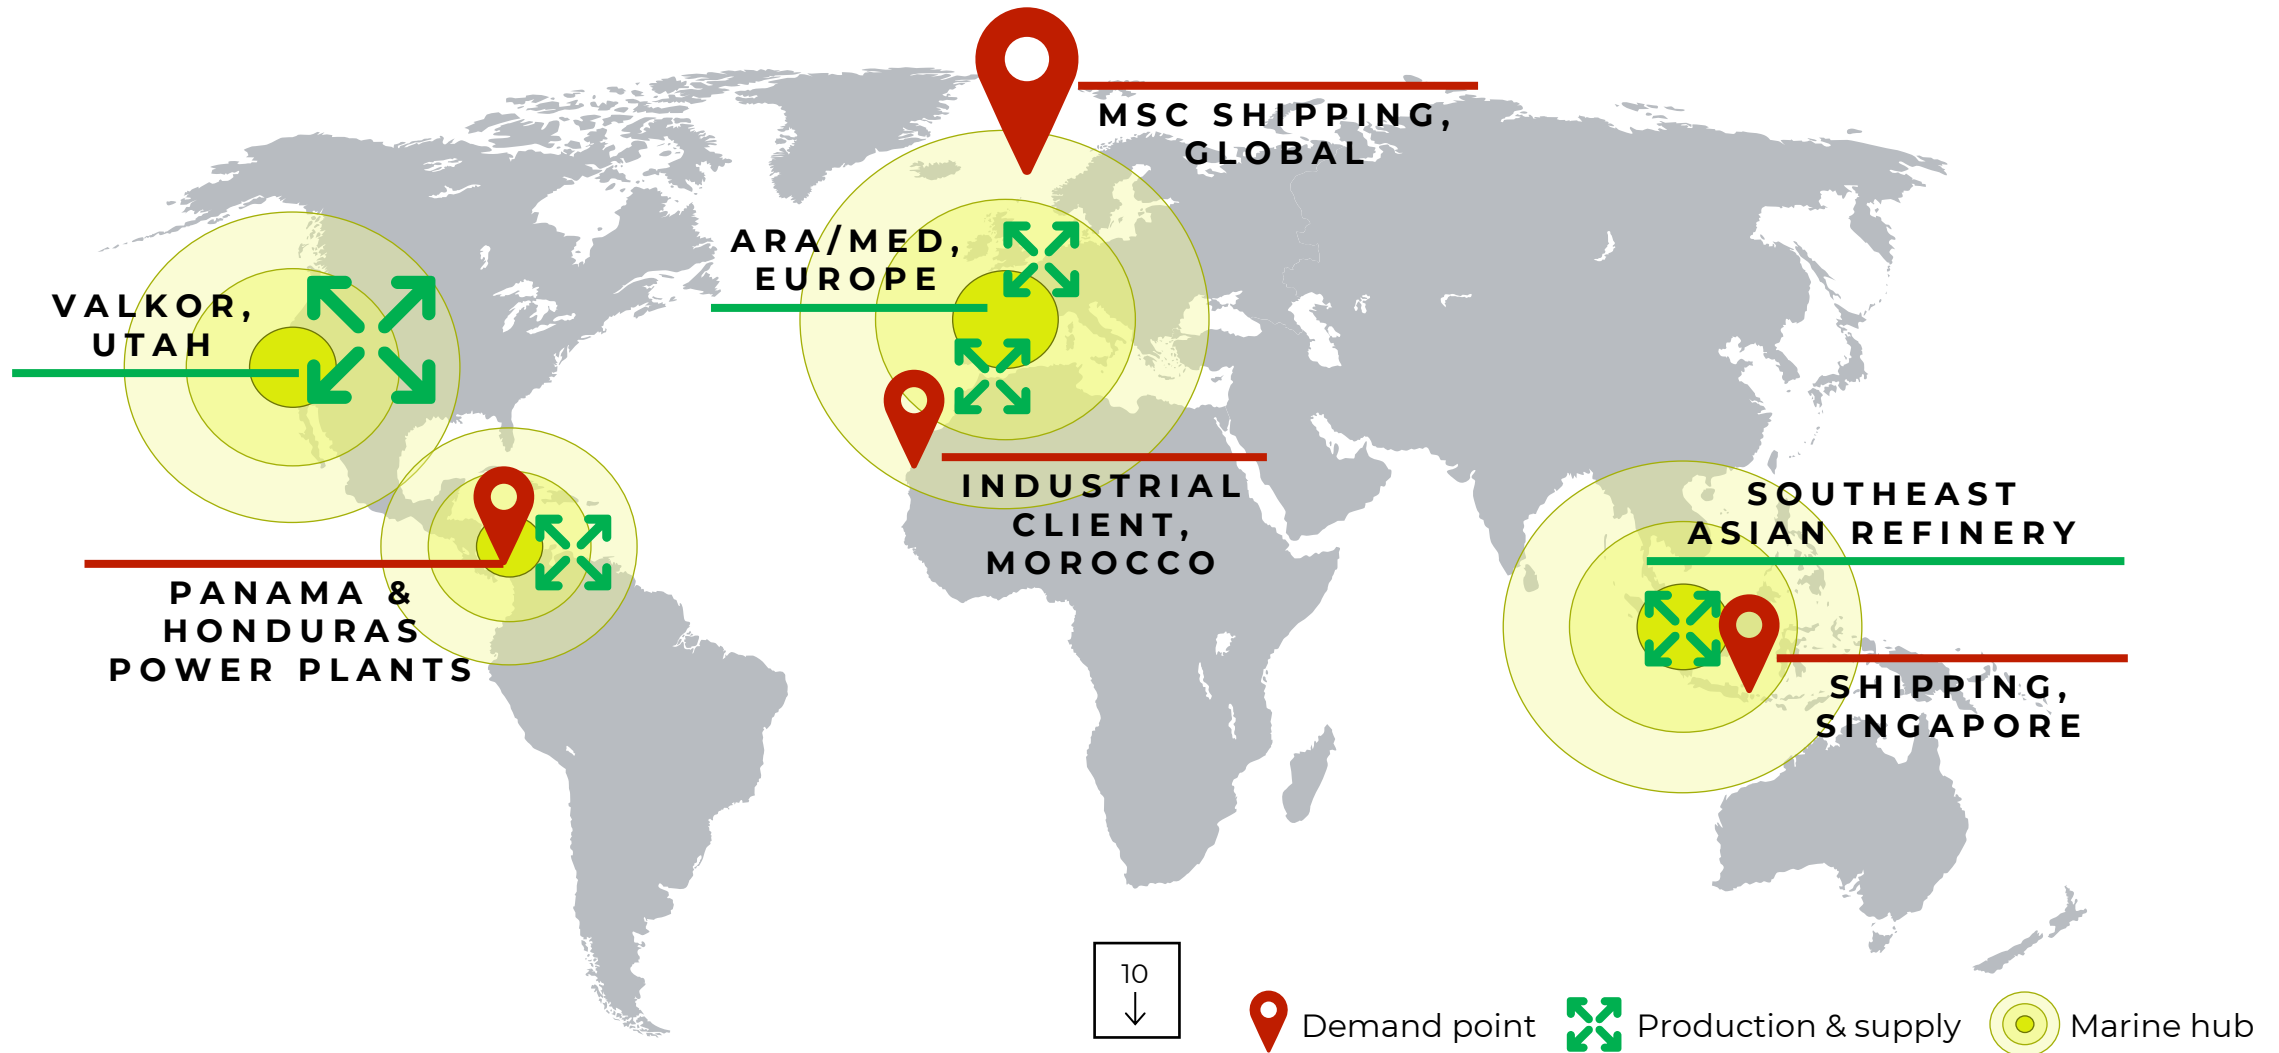 MSC SHIPPING,
GLOBAL
ARA/MED,
EUROPE
VALKOR,
UTAH
INDUSTRIAL
CLIENT,
MOROCCO
SOUTHEAST
ASIAN REFINERY
PANAMA &
HONDURAS
POWER PLANTS
SHIPPING,
SINGAPORE
10
Demand point
Production & supply
Marine hub